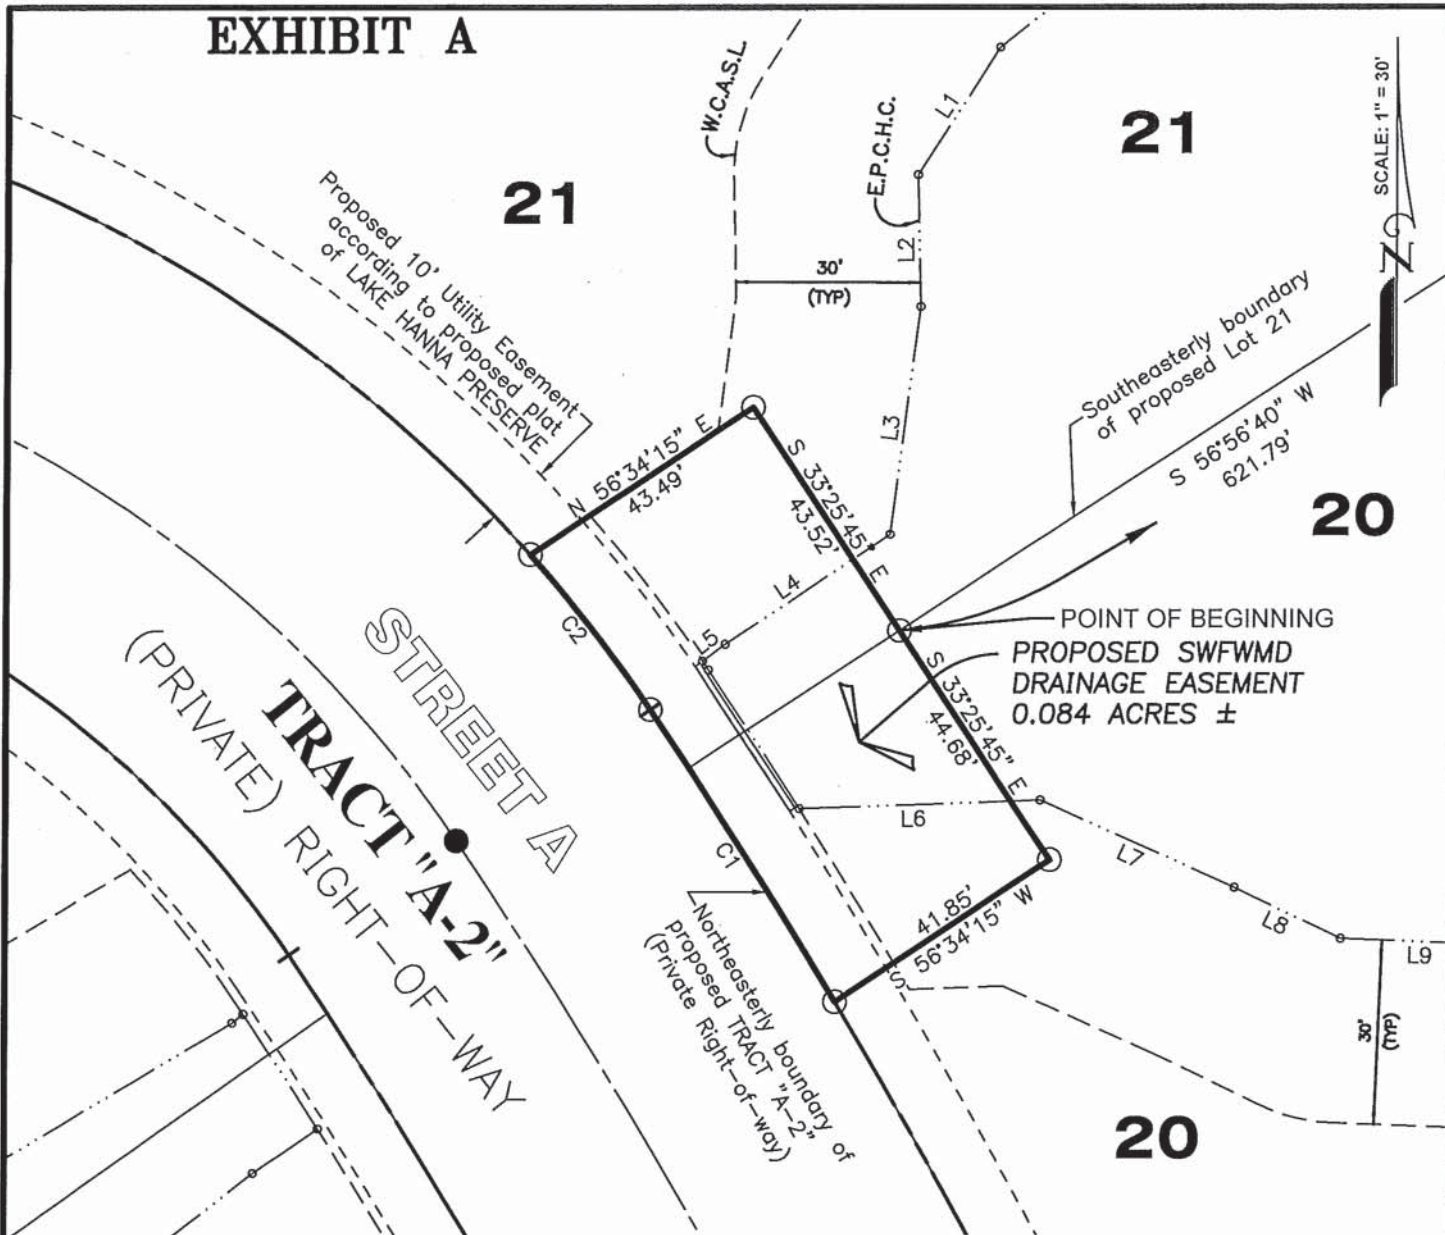 EXHIBIT A
W.C.A.S.L.
E.P.C.H.C.
L1
21
21
SCALE: 1" = 30'
N
Proposed 10' Utility Easement
according to proposed plat
of LAKE HANNA PRESERVE
L2
30'
(TYP)
Southeasterly boundary
of proposed Lot 21
S 56°56'40" W
621.79'
L3
N 56°34'15" E
43.49'
S 33°25'45" E
43.52'
20
L4
L5
C2
POINT OF BEGINNING
PROPOSED SWFWMD
DRAINAGE EASEMENT
0.084 ACRES ±
S 33°25'45" E
44.68'
STREET A
TRACT "A-2"
(PRIVATE) RIGHT-OF-WAY
L6
L7
C1
L8
L9
41.85'
S 56°34'15" W
Northeasterly boundary of
proposed TRACT "A-2"
(Private Right-of-way)
30'
(TYP)
20